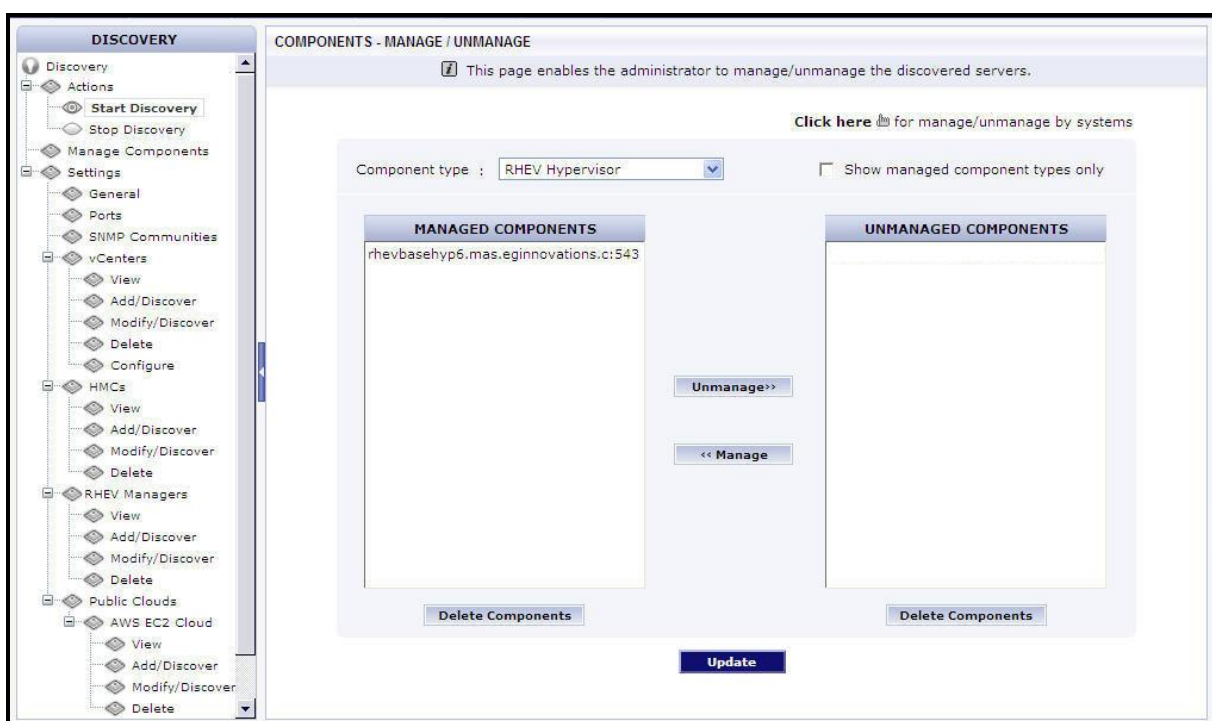 DISCOVERY
Discovery
Actions
Start Discovery
Stop Discovery
Manage Components
Settings
General
Ports
SNMP Communities
vCenters
View
Add/Discover
Modify/Discover
Delete
Configure
HMCs
View
Add/Discover
Modify/Discover
Delete
RHEV Managers
View
Add/Discover
Modify/Discover
Delete
Public Clouds
AWS EC2 Cloud
View
Add/Discover
Modify/Discover
Delete
COMPONENTS - MANAGE / UNMANAGE
This page enables the administrator to manage/unmanage the discovered servers.
Click here for manage/unmanage by systems
Component type : RHEV Hypervisor
Show managed component types only
MANAGED COMPONENTS
rhevbasehyp6.mas.eginnovations.c:543
UNMANAGED COMPONENTS
Unmanage>>
<< Manage
Delete Components
Delete Components
Update